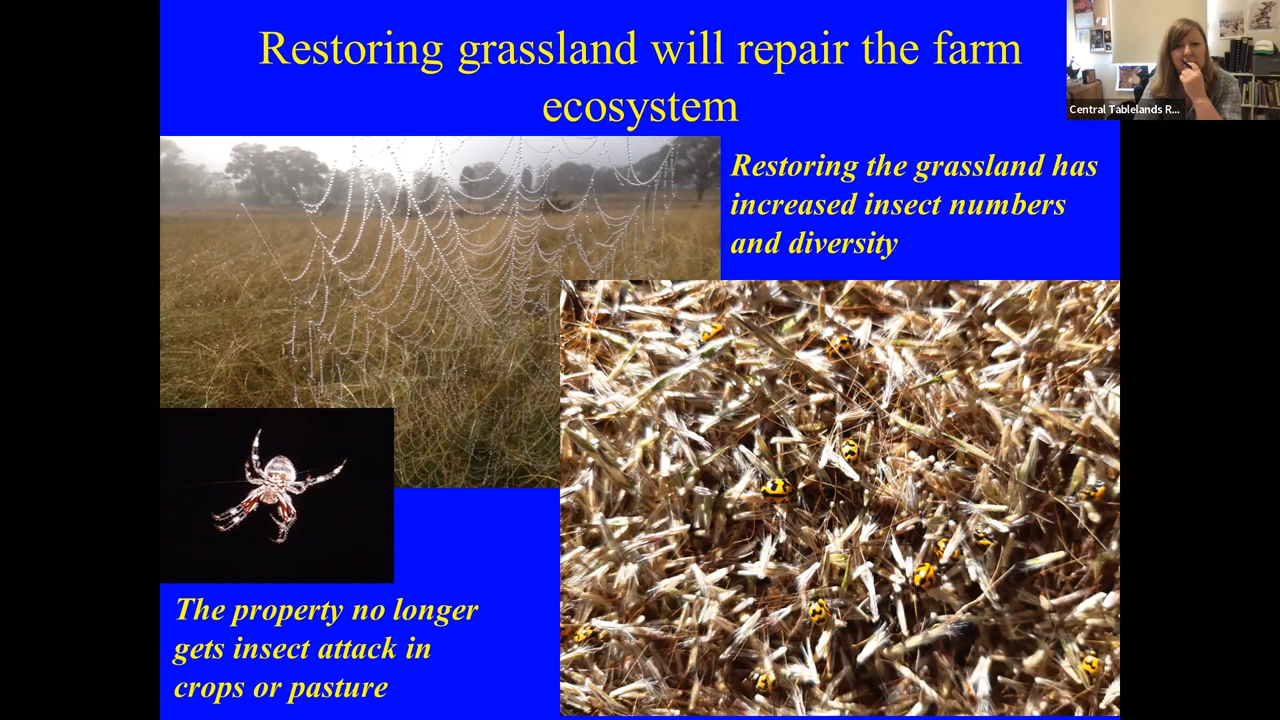 Restoring grassland will repair the farm
ecosystem
Central Tablelands R...
Restoring the grassland has
increased insect numbers
and diversity
The property no longer
gets insect attack in
crops or pasture